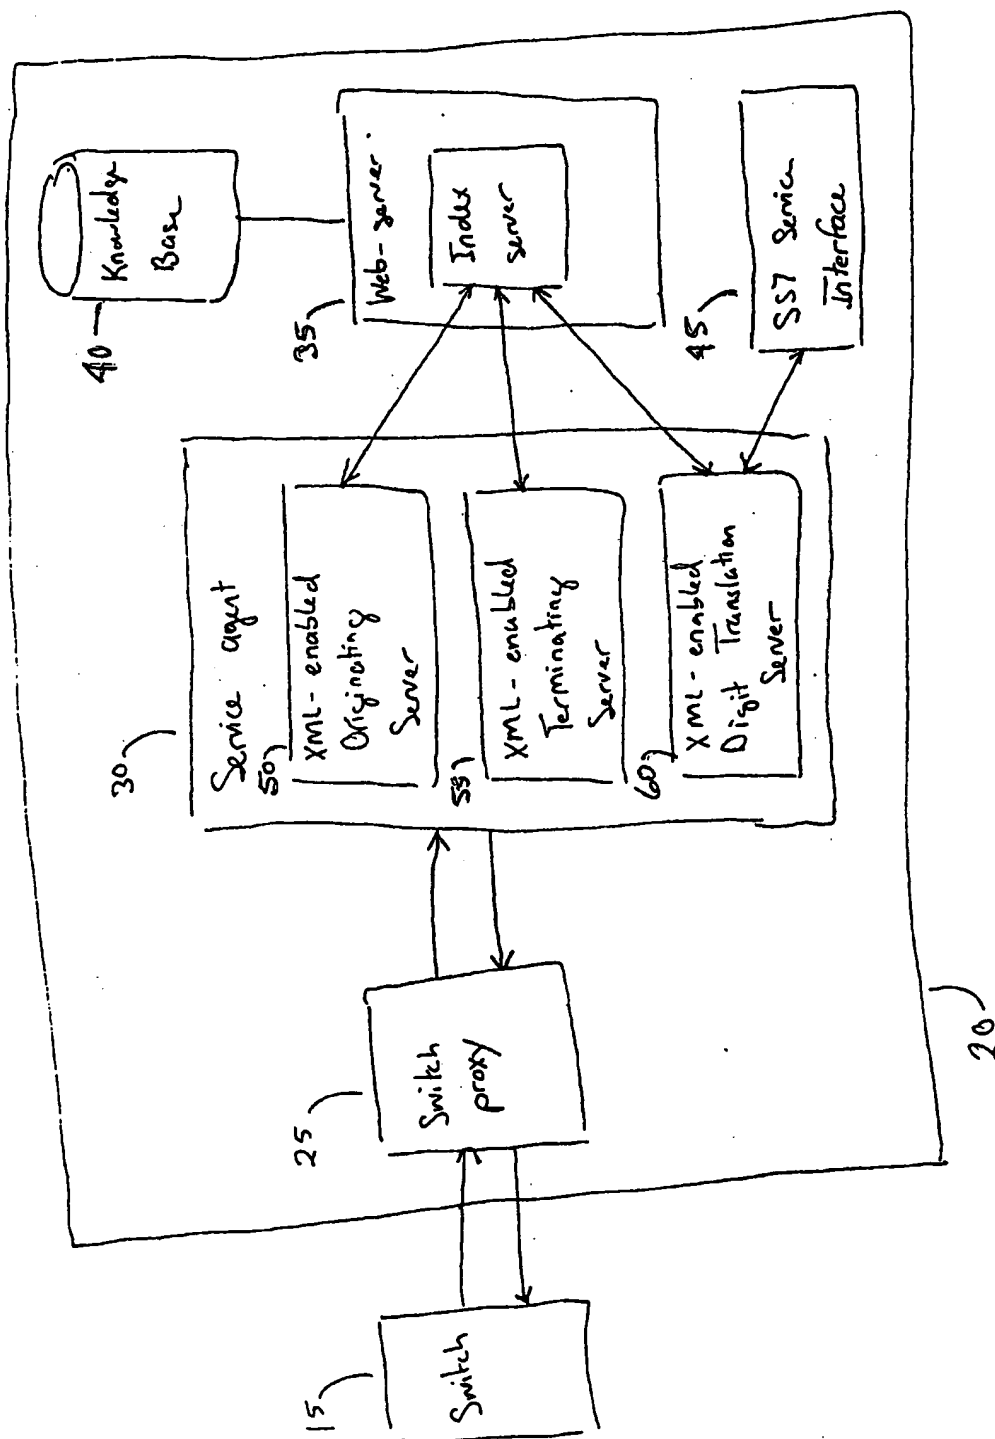 40
Knowledge
Base
35
Web-server.
Index
server
45
SS7 Service
Interface
30
Service agent
50
XML-enabled
Originating
Server
55
XML-enabled
Terminating
Server
60
XML-enabled
Digit Translation
Server
25
Switch
proxy
20
15
Switch